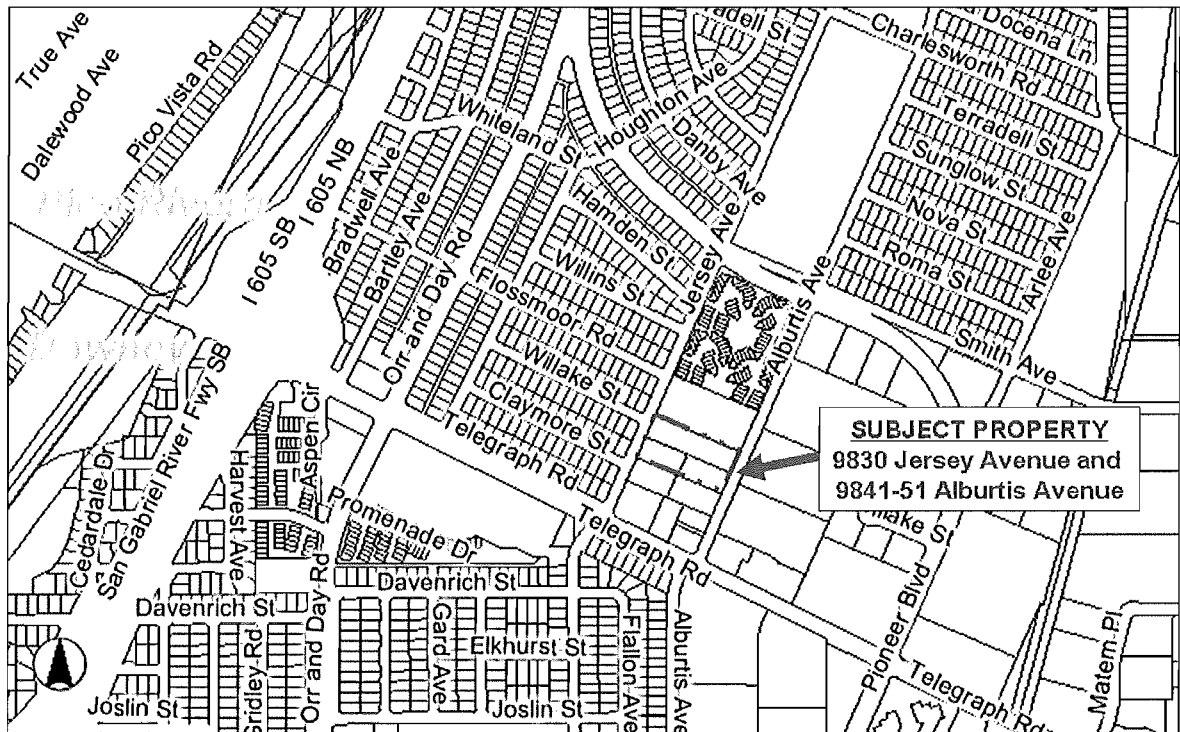 True Ave
Dalewood Ave
Pico Vista Rd
I 605 SB
I 605 NB
Bradwell Ave
Bartley Ave
Orr and Day Rd
Whiteland St
Houghton Ave
Danby Ave
Hamden St
Jersey Ave
Willins St
Flossmoor Rd
Willake St
Claymore St
Telegraph Rd
Docena Ln
Charlesworth Rd
Terradell St
Sunglow St
Nova St
Roma St
Arlee Ave
Alburtis Ave
Smith Ave
Downey
SUBJECT PROPERTY
9830 Jersey Avenue and
9841-51 Alburtis Avenue
San Gabriel River Fwy SB
Cedardale Dr
Harvest Ave
Aspen Cir
Promenade Dr
Telegraph Rd
Davenrich St
Davenrich St
Gridley Rd
Orr and Day Rd
Gard Ave
Elkhurst St
Joslin St
Joslin St
Flallon Ave
Alburtis Ave
Pioneer Blvd
Telegraph Rd
Matern Pl